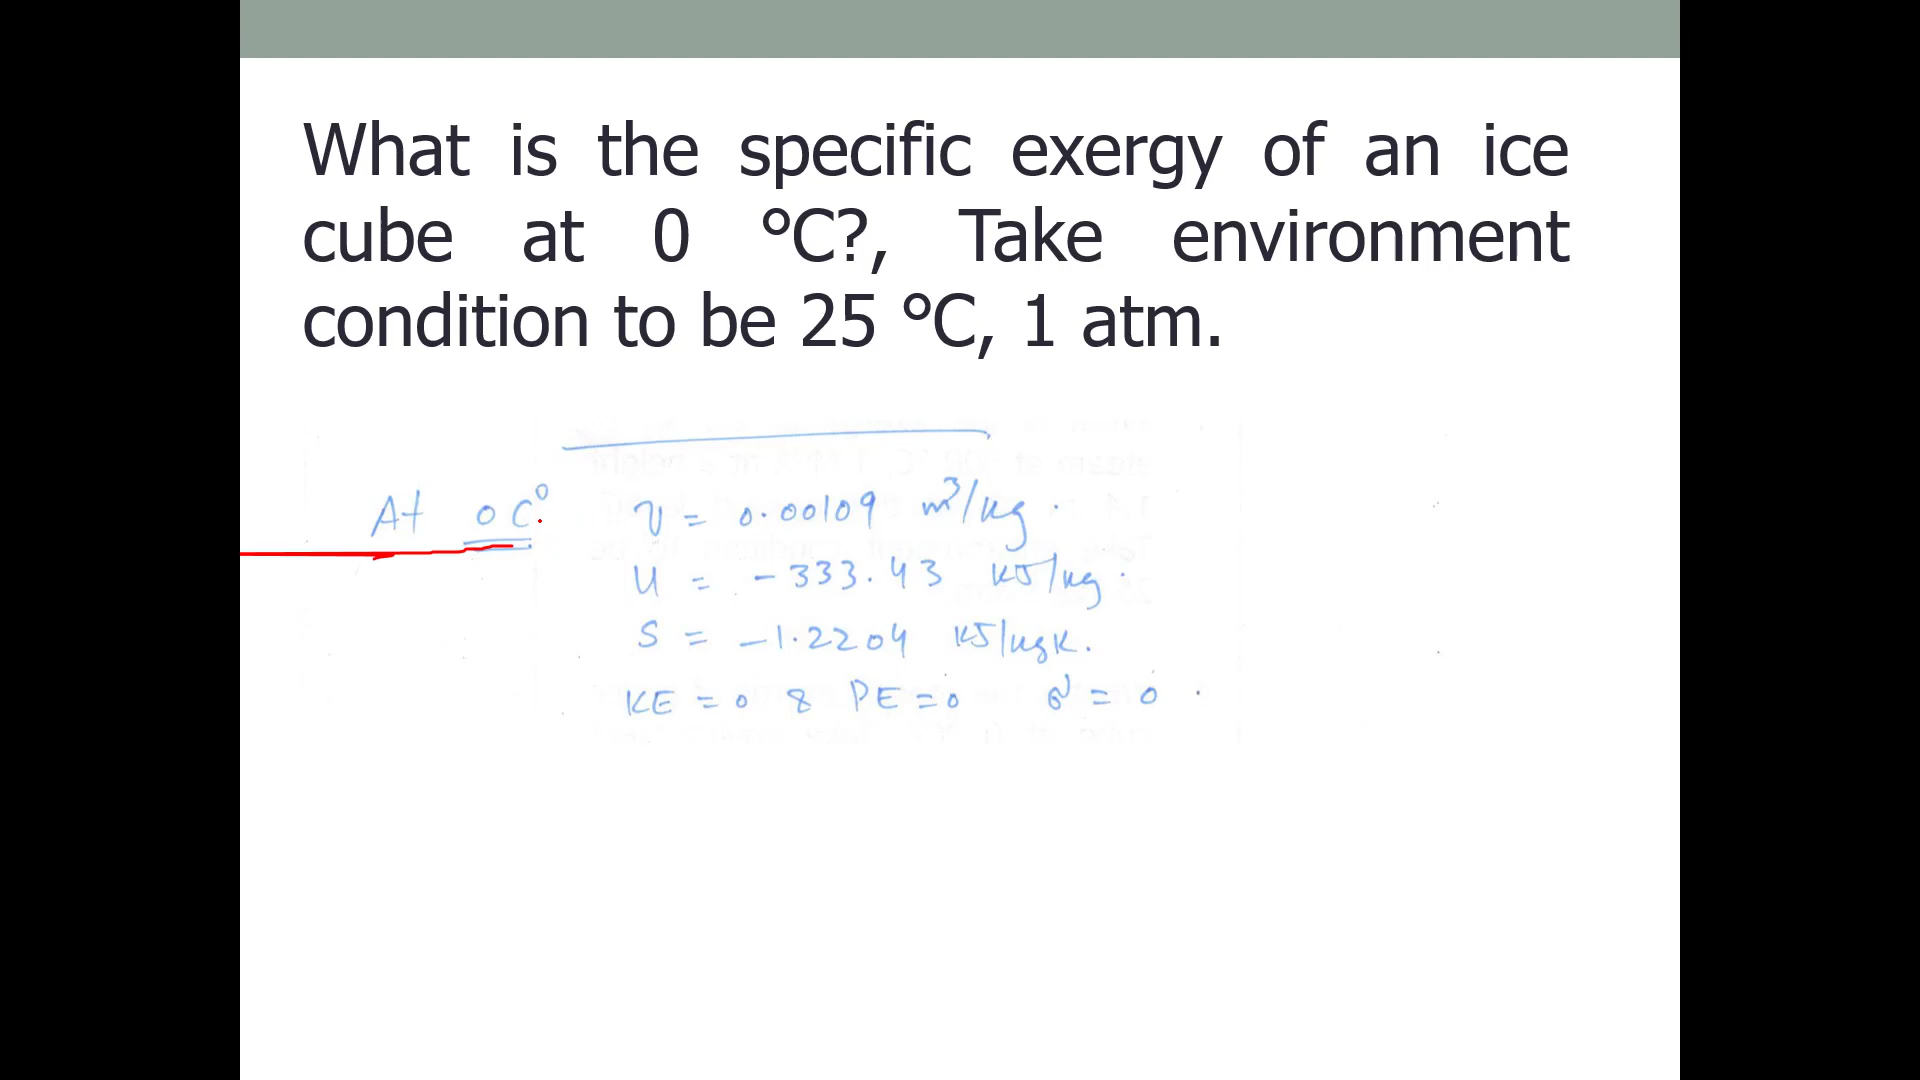 What is the specific exergy of an ice
cube at 0 °C?, Take environment
condition to be 25 °C, 1 atm.
At 0C° v = 0.00109 m³/kg.
u = -333.43 kJ/kg.
S = -1.2204 kJ/kgK.
KE = 0 & PE = 0 = 0